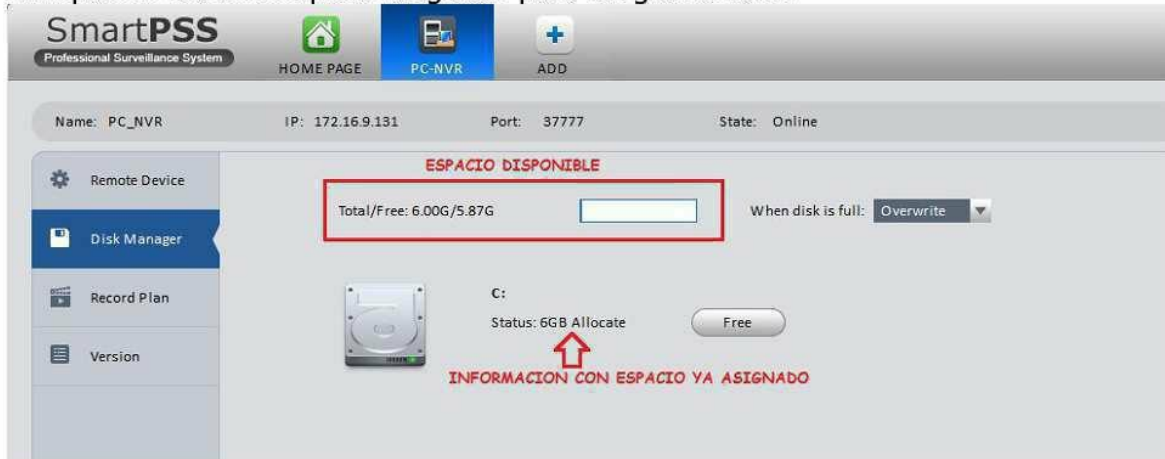 SmartPSS
Professional Surveillance System
HOME PAGE
PC-NVR
ADD
Name: PC_NVR
IP: 172.16.9.131
Port: 37777
State: Online
ESPACIO DISPONIBLE
Remote Device
Total/Free: 6.00G/5.87G
When disk is full: Overwrite
Disk Manager
Record Plan
C:
Status: 6GB Allocate
Free
Version
INFORMACION CON ESPACIO YA ASIGNADO